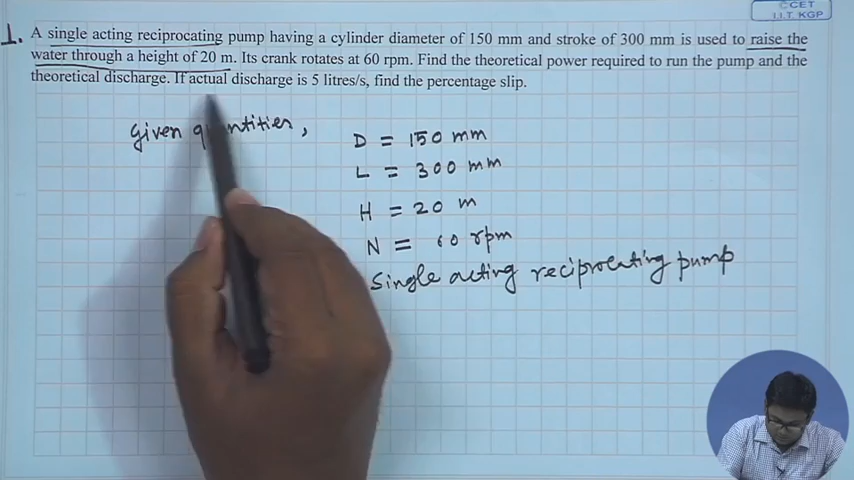 CCET
I.I.T. KGP
1. A single acting reciprocating pump having a cylinder diameter of 150 mm and stroke of 300 mm is used to raise the
water through a height of 20 m. Its crank rotates at 60 rpm. Find the theoretical power required to run the pump and the
theoretical discharge. If actual discharge is 5 litres/s, find the percentage slip.
Given quantities,
D = 150 mm
L = 300 mm
H = 20 m
N = 60 rpm
Single acting reciprocating pump